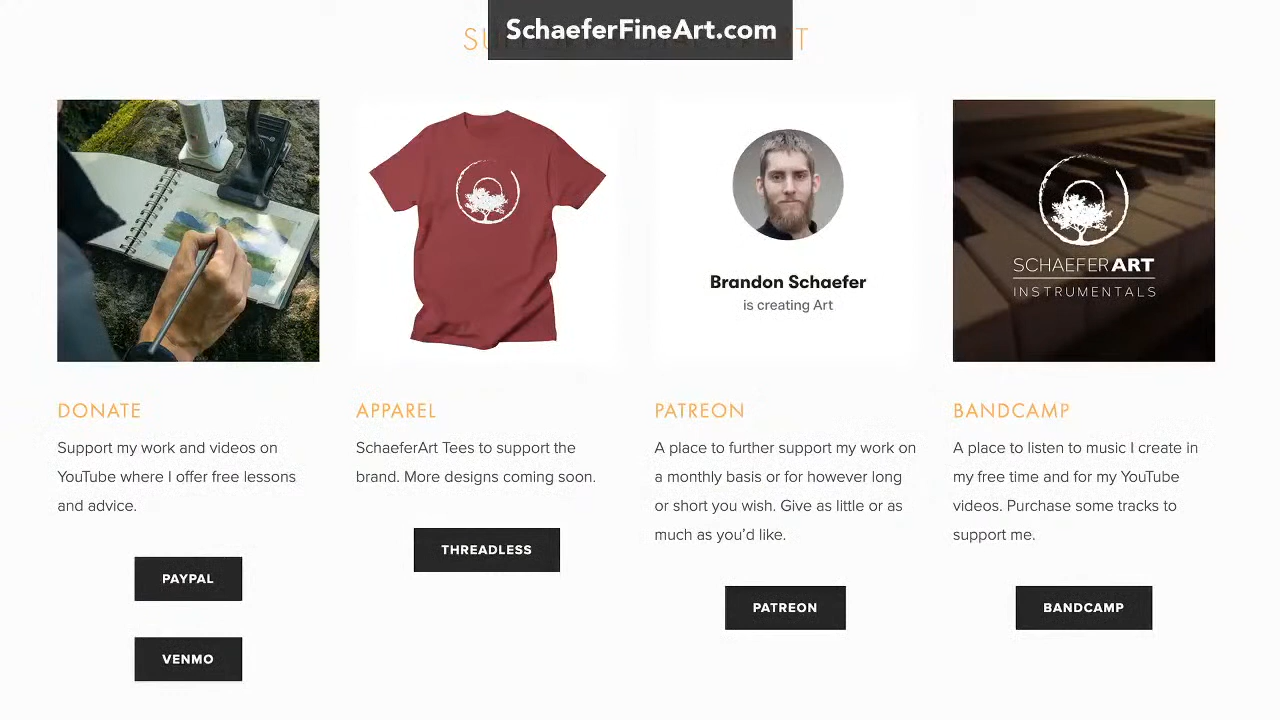 SchaeferFineArt.com
Brandon Schaefer
is creating Art
SCHAEFERART
INSTRUMENTALS
DONATE
Support my work and videos on
YouTube where I offer free lessons
and advice.
PAYPAL
VENMO
APPAREL
SchaeferArt Tees to support the
brand. More designs coming soon.
THREADLESS
PATREON
A place to further support my work on
a monthly basis or for however long
or short you wish. Give as little or as
much as you'd like.
PATREON
BANDCAMP
A place to listen to music I create in
my free time and for my YouTube
videos. Purchase some tracks to
support me.
BANDCAMP